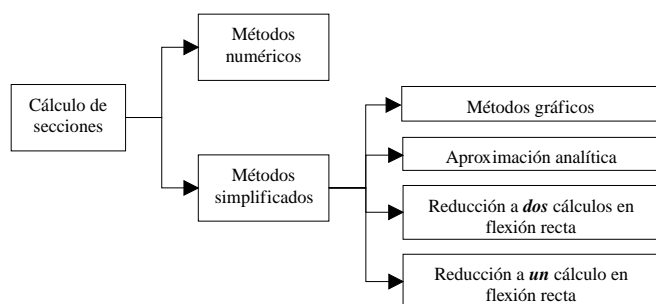 Métodos
numéricos
Cálculo de
secciones
Métodos
simplificados
Métodos gráficos
Aproximación analítica
Reducción a dos cálculos en
flexión recta
Reducción a un cálculo en
flexión recta